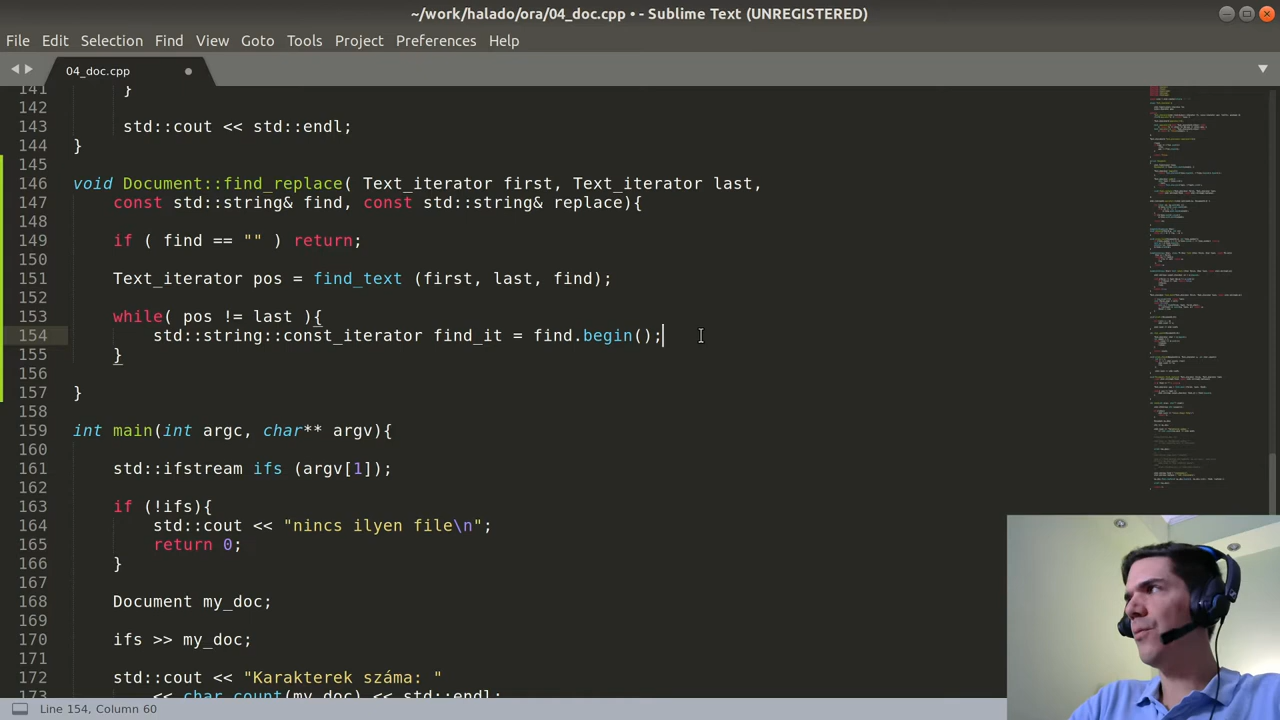 ~/work/halado/ora/04_doc.cpp • - Sublime Text (UNREGISTERED)
File Edit Selection Find View Goto Tools Project Preferences Help
04_doc.cpp
141 }
142
143 std::cout << std::endl;
144 }
145
146 void Document::find_replace( Text_iterator first, Text_iterator last,
147 const std::string& find, const std::string& replace){
148
149 if ( find == "" ) return;
150
151 Text_iterator pos = find_text (first, last, find);
152
153 while( pos != last ){
154 std::string::const_iterator find_it = find.begin();
155 }
156
157 }
158
159 int main(int argc, char** argv){
160
161 std::ifstream ifs (argv[1]);
162
163 if (!ifs){
164 std::cout << "nincs ilyen file\n";
165 return 0;
166 }
167
168 Document my_doc;
169
170 ifs >> my_doc;
171
172 std::cout << "Karakterek száma: "
173 << char_count(my_doc) << std::endl;
Line 154, Column 60